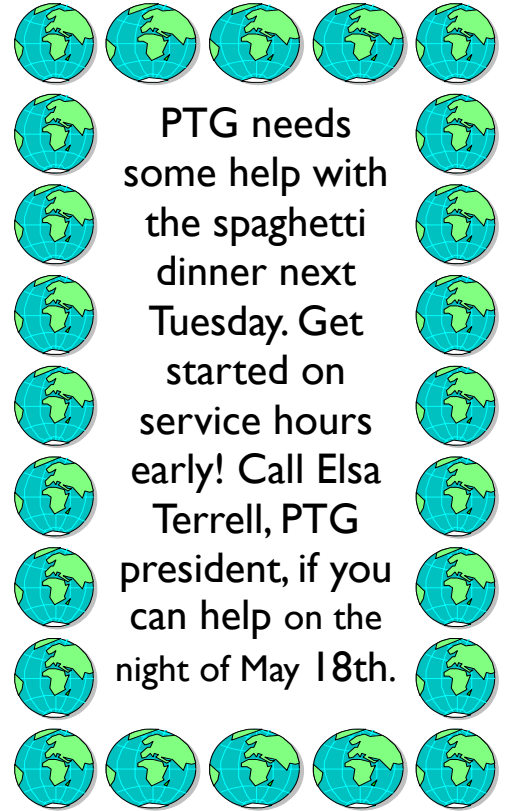 PTG needs
some help with
the spaghetti
dinner next
Tuesday. Get
started on
service hours
early! Call Elsa
Terrell, PTG
president, if you
can help on the
night of May 18th.